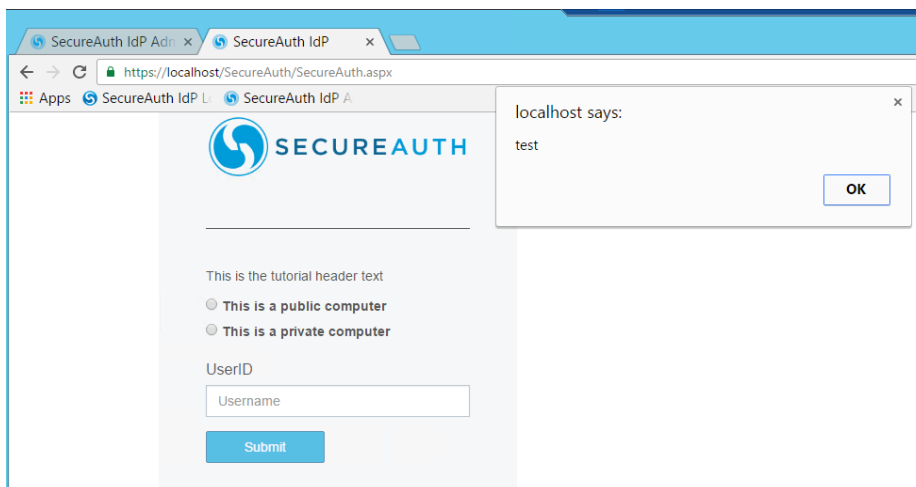 SecureAuth IdP Adn
SecureAuth IdP
https://localhost/SecureAuth/SecureAuth.aspx
Apps SecureAuth IdP L SecureAuth IdP A
localhost says:
test
OK
SECUREAUTH
This is the tutorial header text
This is a public computer
This is a private computer
UserID
Username
Submit